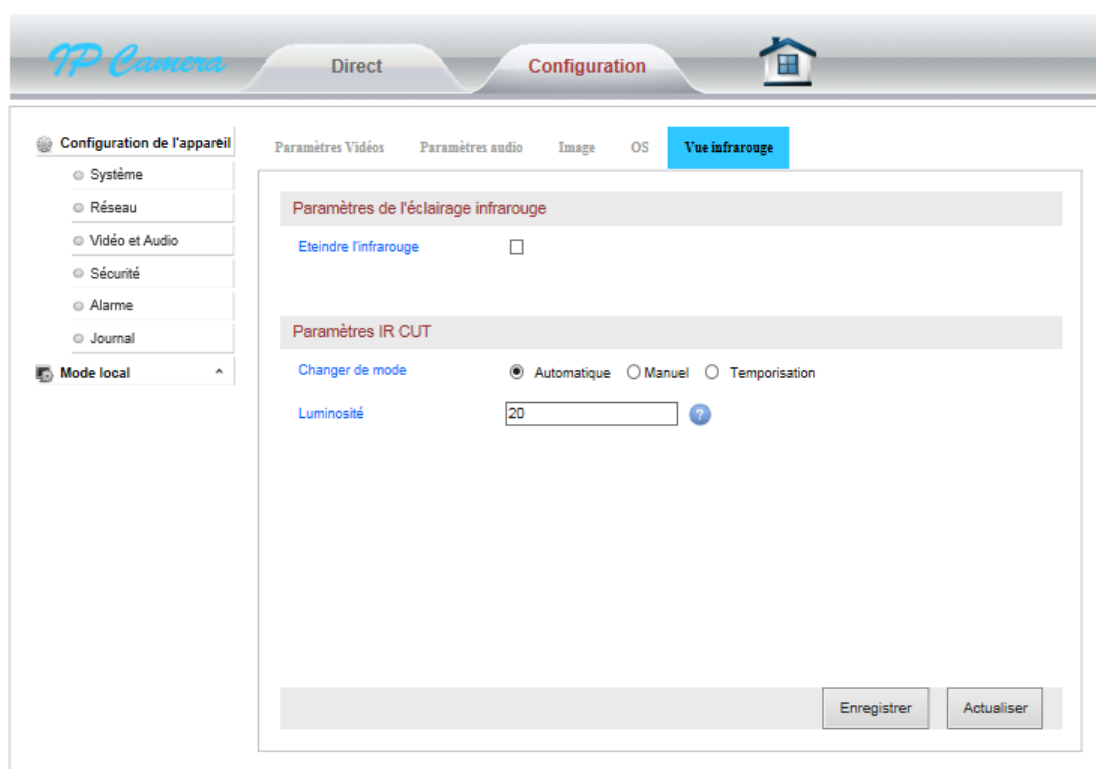 IP Camera
Direct
Configuration
Configuration de l'appareil
Système
Réseau
Vidéo et Audio
Sécurité
Alarme
Journal
Mode local
Paramètres Vidéos
Paramètres audio
Image
OS
Vue infrarouge
Paramètres de l'éclairage infrarouge
Eteindre l'infrarouge
Paramètres IR CUT
Changer de mode
Automatique
Manuel
Temporisation
Luminosité
20
?
Enregistrer
Actualiser